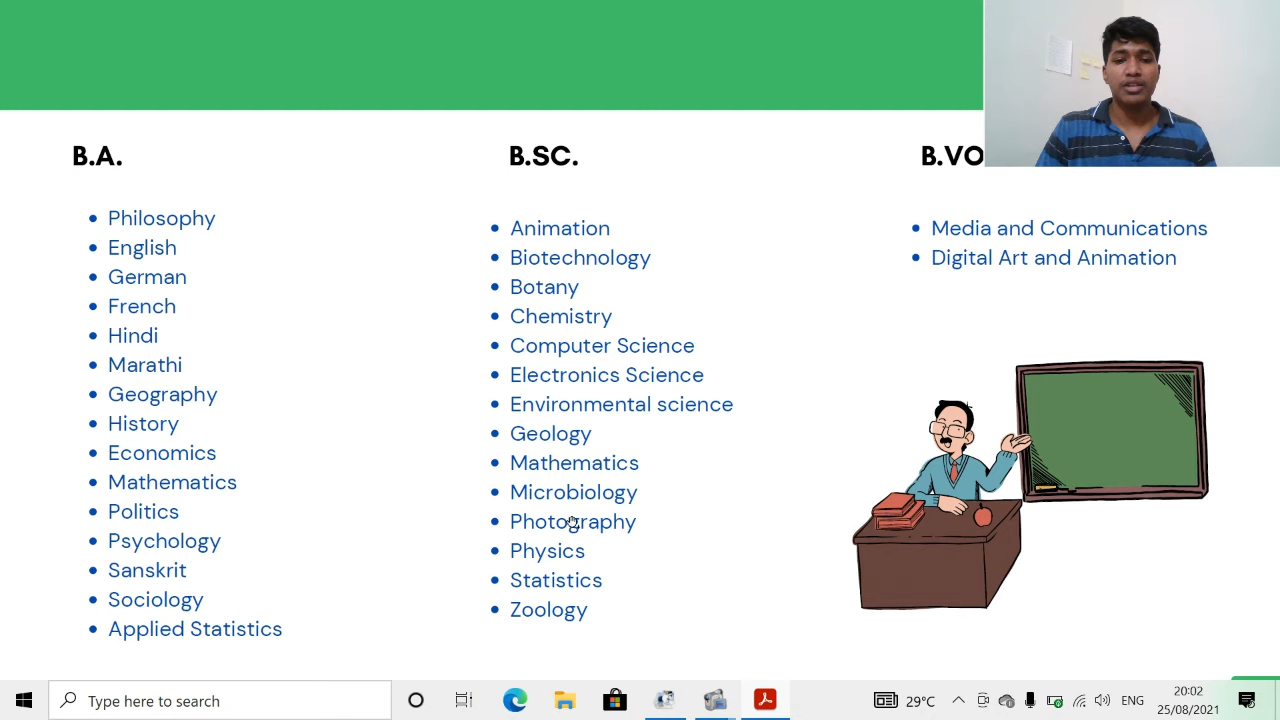 B.A.
Philosophy
English
German
French
Hindi
Marathi
Geography
History
Economics
Mathematics
Politics
Psychology
Sanskrit
Sociology
Applied Statistics
B.SC.
Animation
Biotechnology
Botany
Chemistry
Computer Science
Electronics Science
Environmental science
Geology
Mathematics
Microbiology
Photography
Physics
Statistics
Zoology
B.VO
Media and Communications
Digital Art and Animation
Type here to search
29°C
ENG
20:02
25/08/2021